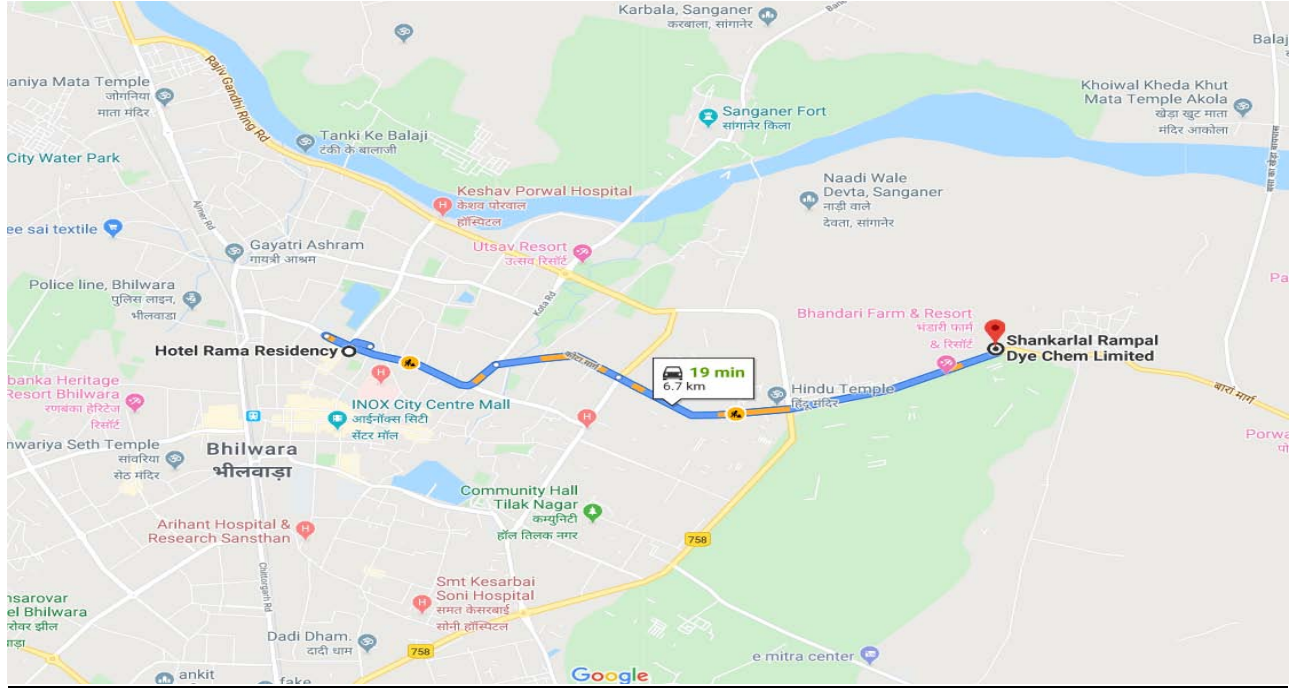 Karbala, Sanganer
करबला, सांगानेर
Balaj
aniya Mata Temple
जोगनिया
माता मंदिर
Rajiv Gandhi Ring Rd
Khoiwal Kheda Khut
Mata Temple Akola
खेडा खुट माता
मंदिर आकोला
Sanganer Fort
सांगानेर किला
Tanki Ke Balaji
टंकी के बालाजी
City Water Park
Keshav Porwal Hospital
केशव पोरवाल
हॉस्पिटल
Naadi Wale
Devta, Sanganer
नाड़ी वाले
देवता, सांगानेर
Ajmer Rd
ee sai textile
Gayatri Ashram
गायत्री आश्रम
Utsav Resort
उत्सव रिसॉर्ट
Police line, Bhilwara
पुलिस लाइन,
भीलवाडा
Kota Rd
Pa
Bhandari Farm & Resort
भंडारी फार्म
& रिसॉर्ट
Shankarlal Rampal
Dye Chem Limited
Hotel Rama Residency
कोटा मार्ग
19 min
6.7 km
banka Heritage
Resort Bhilwara
रणबंका हेरिटेज
रिसॉर्ट
Hindu Temple
हिंदू मंदिर
बारां मार्ग
INOX City Centre Mall
आईनॉक्स सिटी
सेंटर मॉल
Porwa
पो
nwariya Seth Temple
सांवरिया
सेठ मंदिर
Bhilwara
भीलवाड़ा
Community Hall
Tilak Nagar
कम्युनिटी
हॉल तिलक नगर
Arihant Hospital &
Research Sansthan
758
Chittorgarh Rd
Smt Kesarbai
Soni Hospital
समत केसरबाई
सोनी हॉस्पिटल
nsarovar
el Bhilwara
रोवर झील
वाड़ा
Dadi Dham.
दादी धाम
758
e mitra center
ankit
fake
Google